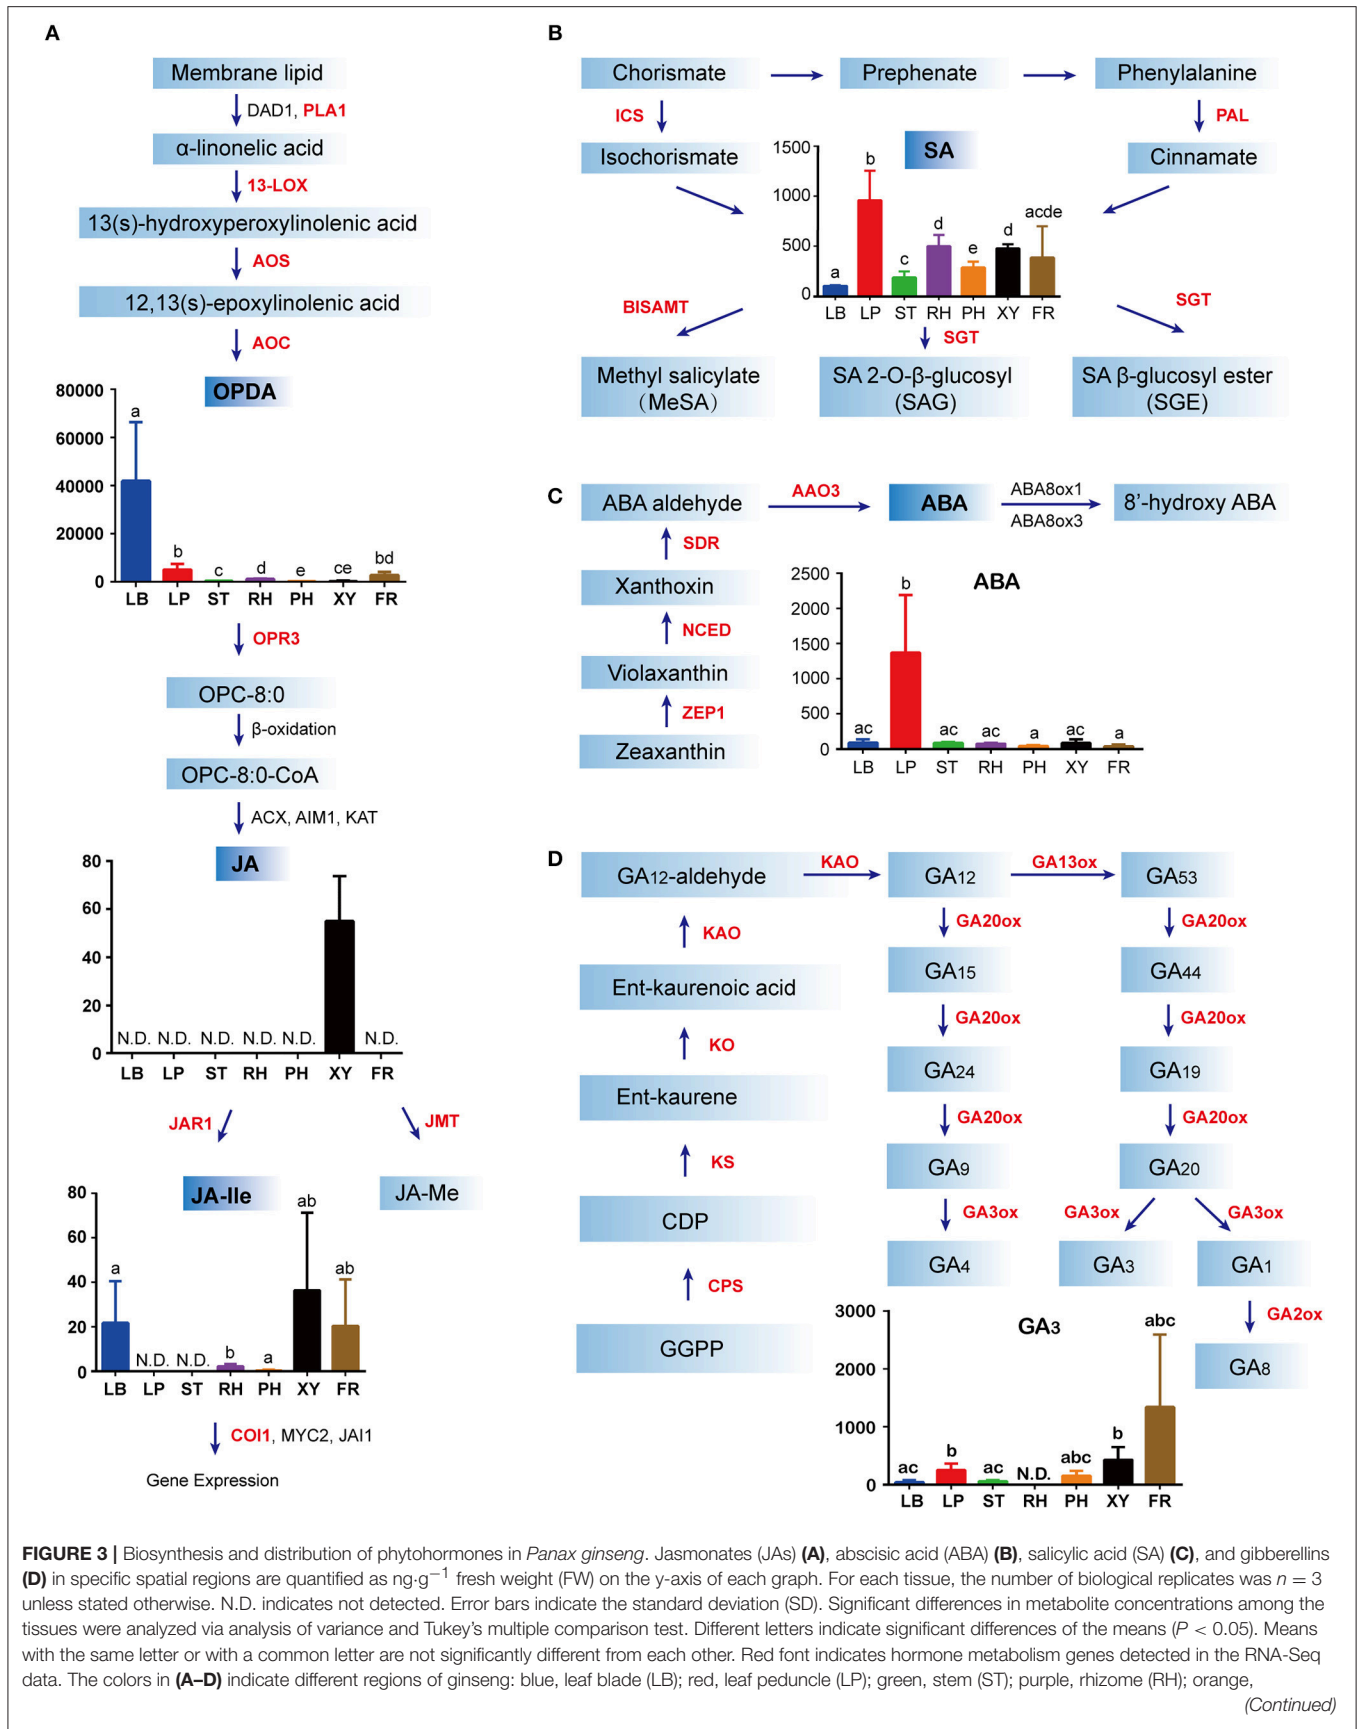 A
Membrane lipid
DAD1, PLA1
α-linonelic acid
13-LOX
13(s)-hydroxyperoxylinolenic acid
AOS
12,13(s)-epoxylinolenic acid
AOC
OPDA
80000
60000
40000
20000
0
a
b
c
d
e
ce
bd
LB LP ST RH PH XY FR
OPR3
OPC-8:0
β-oxidation
OPC-8:0-CoA
ACX, AIM1, KAT
JA
80
60
40
20
0
N.D. N.D. N.D. N.D. N.D. N.D.
LB LP ST RH PH XY FR
JAR1
JMT
JA-Ile
JA-Me
80
60
40
20
0
a
N.D. N.D.
b
a
ab
ab
LB LP ST RH PH XY FR
COI1, MYC2, JAI1
Gene Expression
B
Chorismate
Prephenate
Phenylalanine
ICS
PAL
Isochorismate
SA
Cinnamate
1500
1000
500
0
a
b
c
d
e
d
acde
LB LP ST RH PH XY FR
BISAMT
SGT
SGT
Methyl salicylate
（MeSA）
SA 2-O-β-glucosyl
(SAG)
SA β-glucosyl ester
(SGE)
C
ABA aldehyde
AAO3
ABA
ABA8ox1
ABA8ox3
8’-hydroxy ABA
SDR
Xanthoxin
NCED
Violaxanthin
ZEP1
Zeaxanthin
ABA
2500
2000
1500
1000
500
0
ac
b
ac
ac
a
ac
a
LB LP ST RH PH XY FR
D
GA12-aldehyde
KAO
GA12
GA13ox
GA53
KAO
GA20ox
GA20ox
Ent-kaurenoic acid
GA15
GA44
KO
GA20ox
GA20ox
Ent-kaurene
GA24
GA19
KS
GA20ox
GA20ox
CDP
GA9
GA20
GA3ox
GA3ox
GA3ox
CPS
GA4
GA3
GA1
GGPP
GA2ox
GA8
GA3
3000
2000
1000
0
ac
b
ac
N.D.
abc
b
abc
LB LP ST RH PH XY FR
FIGURE 3 | Biosynthesis and distribution of phytohormones in Panax ginseng. Jasmonates (JAs) (A), abscisic acid (ABA) (B), salicylic acid (SA) (C), and gibberellins
(D) in specific spatial regions are quantified as ng·g−1 fresh weight (FW) on the y-axis of each graph. For each tissue, the number of biological replicates was n = 3
unless stated otherwise. N.D. indicates not detected. Error bars indicate the standard deviation (SD). Significant differences in metabolite concentrations among the
tissues were analyzed via analysis of variance and Tukey’s multiple comparison test. Different letters indicate significant differences of the means (P < 0.05). Means
with the same letter or with a common letter are not significantly different from each other. Red font indicates hormone metabolism genes detected in the RNA-Seq
data. The colors in (A–D) indicate different regions of ginseng: blue, leaf blade (LB); red, leaf peduncle (LP); green, stem (ST); purple, rhizome (RH); orange,
(Continued)